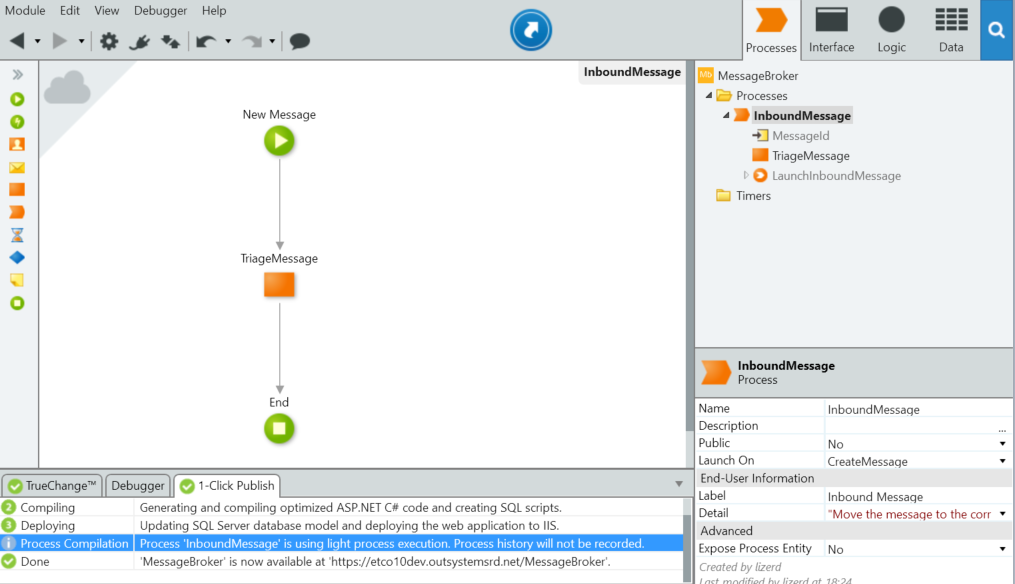 Module Edit View Debugger Help
Processes Interface Logic Data
InboundMessage
New Message
TriageMessage
End
Mb MessageBroker
Processes
InboundMessage
MessageId
TriageMessage
LaunchInboundMessage
Timers
InboundMessage
Process
Name InboundMessage
Description ...
Public No
Launch On CreateMessage
End-User Information
Label Inbound Message
Detail "Move the message to the corr
Advanced
Expose Process Entity No
Created by lizerd
Last modified by lizerd at 18:24
TrueChange™ Debugger 1-Click Publish
2 Compiling Generating and compiling optimized ASP.NET C# code and creating SQL scripts.
3 Deploying Updating SQL Server database model and deploying the web application to IIS.
Process Compilation Process 'InboundMessage' is using light process execution. Process history will not be recorded.
Done 'MessageBroker' is now available at 'https://etco10dev.outsystemsrd.net/MessageBroker'.